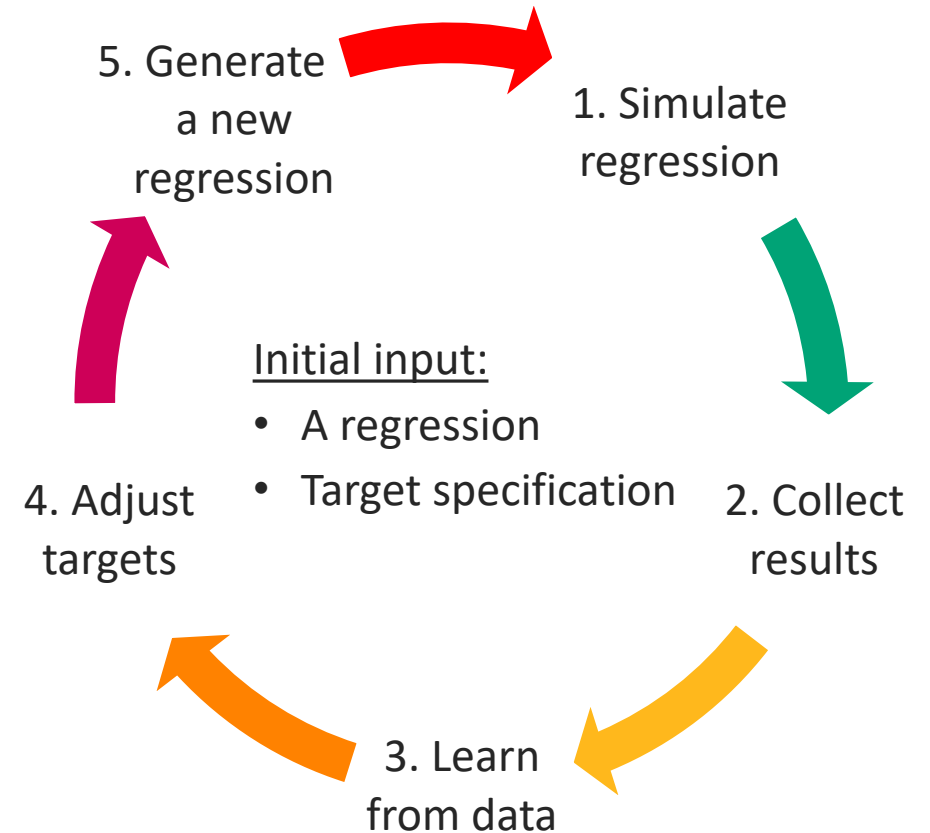 5. Generate
a new
regression
1. Simulate
regression
Initial input:
• A regression
• Target specification
2. Collect
results
3. Learn
from data
4. Adjust
targets